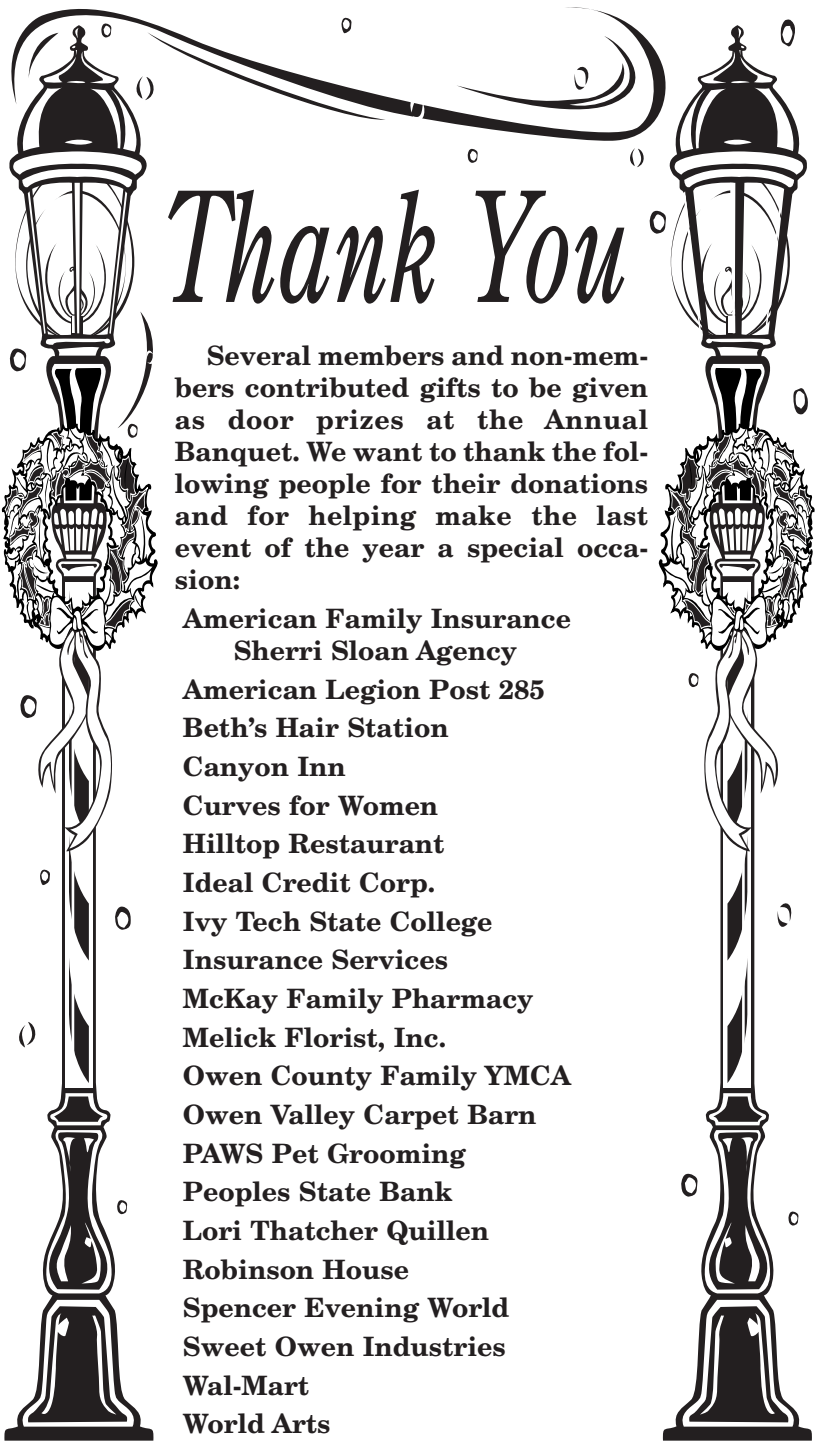 Thank You
Several members and non-mem-
bers contributed gifts to be given
as door prizes at the Annual
Banquet. We want to thank the fol-
lowing people for their donations
and for helping make the last
event of the year a special occa-
sion:
American Family Insurance
Sherri Sloan Agency
American Legion Post 285
Beth’s Hair Station
Canyon Inn
Curves for Women
Hilltop Restaurant
Ideal Credit Corp.
Ivy Tech State College
Insurance Services
McKay Family Pharmacy
Melick Florist, Inc.
Owen County Family YMCA
Owen Valley Carpet Barn
PAWS Pet Grooming
Peoples State Bank
Lori Thatcher Quillen
Robinson House
Spencer Evening World
Sweet Owen Industries
Wal-Mart
World Arts